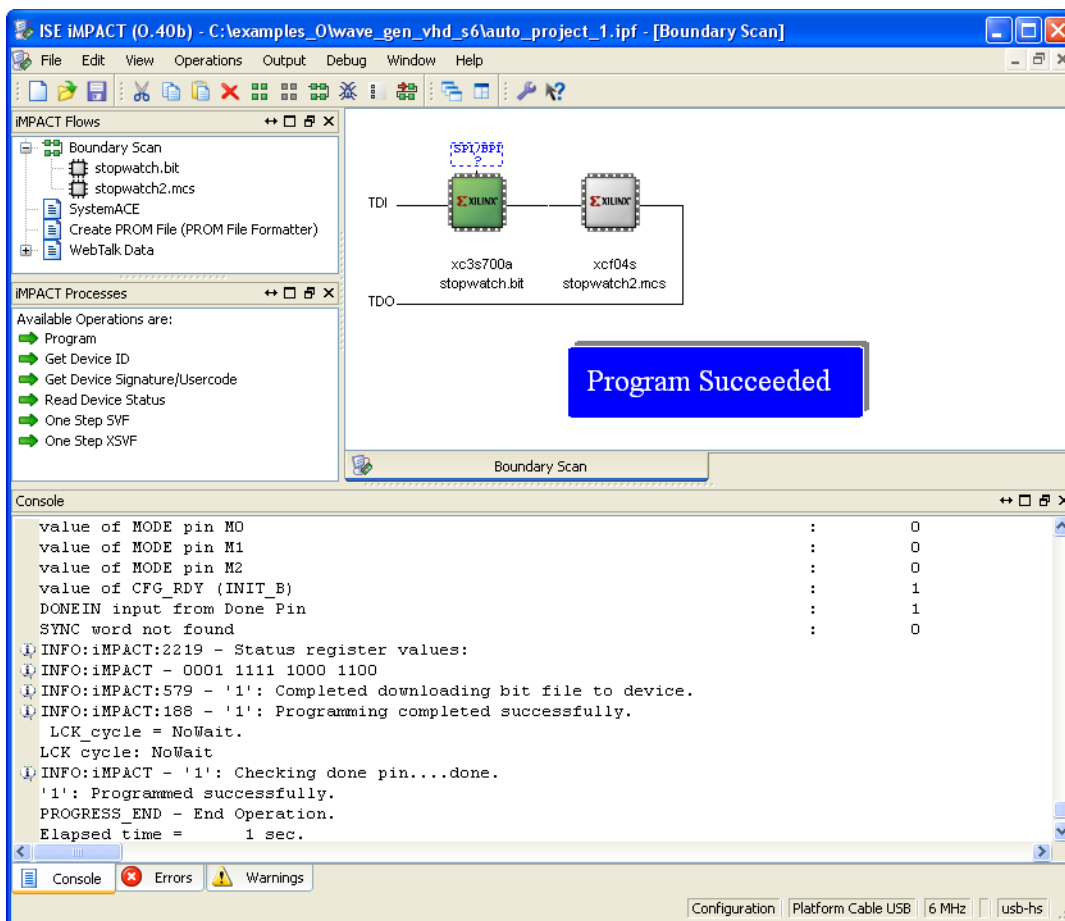 ISE iMPACT (O.40b) - C:\examples_O\wave_gen_vhd_s6\auto_project_1.ipf - [Boundary Scan]
File Edit View Operations Output Debug Window Help
iMPACT Flows
Boundary Scan
stopwatch.bit
stopwatch2.mcs
SystemACE
Create PROM File (PROM File Formatter)
WebTalk Data
iMPACT Processes
Available Operations are:
Program
Get Device ID
Get Device Signature/Usercode
Read Device Status
One Step SVF
One Step XSVF
SPI/BPI
?
TDI
XILINX
XILINX
xc3s700a
stopwatch.bit
xcf04s
stopwatch2.mcs
TDO
Program Succeeded
Boundary Scan
Console
value of MODE pin M0 : 0
value of MODE pin M1 : 0
value of MODE pin M2 : 0
value of CFG_RDY (INIT_B) : 1
DONEIN input from Done Pin : 1
SYNC word not found : 0
INFO:iMPACT:2219 - Status register values:
INFO:iMPACT - 0001 1111 1000 1100
INFO:iMPACT:579 - '1': Completed downloading bit file to device.
INFO:iMPACT:188 - '1': Programming completed successfully.
LCK_cycle = NoWait.
LCK cycle: NoWait
INFO:iMPACT - '1': Checking done pin....done.
'1': Programmed successfully.
PROGRESS_END - End Operation.
Elapsed time = 1 sec.
Console Errors Warnings
Configuration Platform Cable USB 6 MHz usb-hs